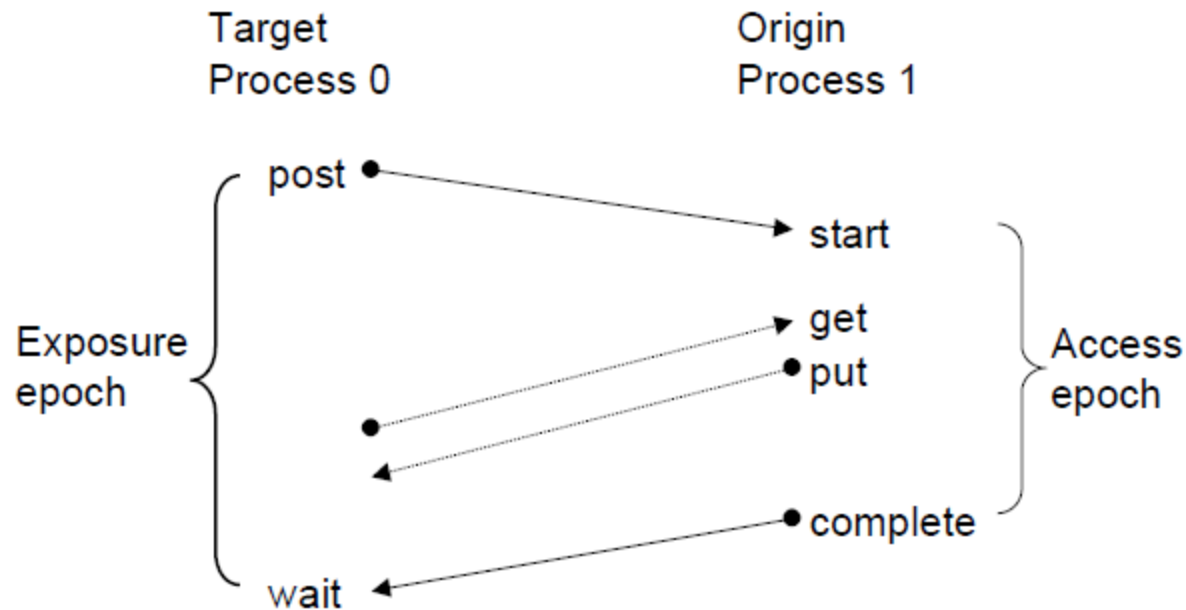 Target
Process 0
Origin
Process 1
post
start
get
put
Exposure
epoch
Access
epoch
complete
wait